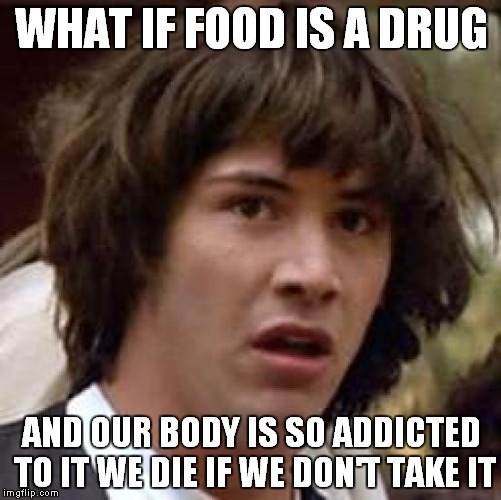 WHAT IF FOOD IS A DRUG
AND OUR BODY IS SO ADDICTED
TO IT WE DIE IF WE DON'T TAKE IT
imgflip.com